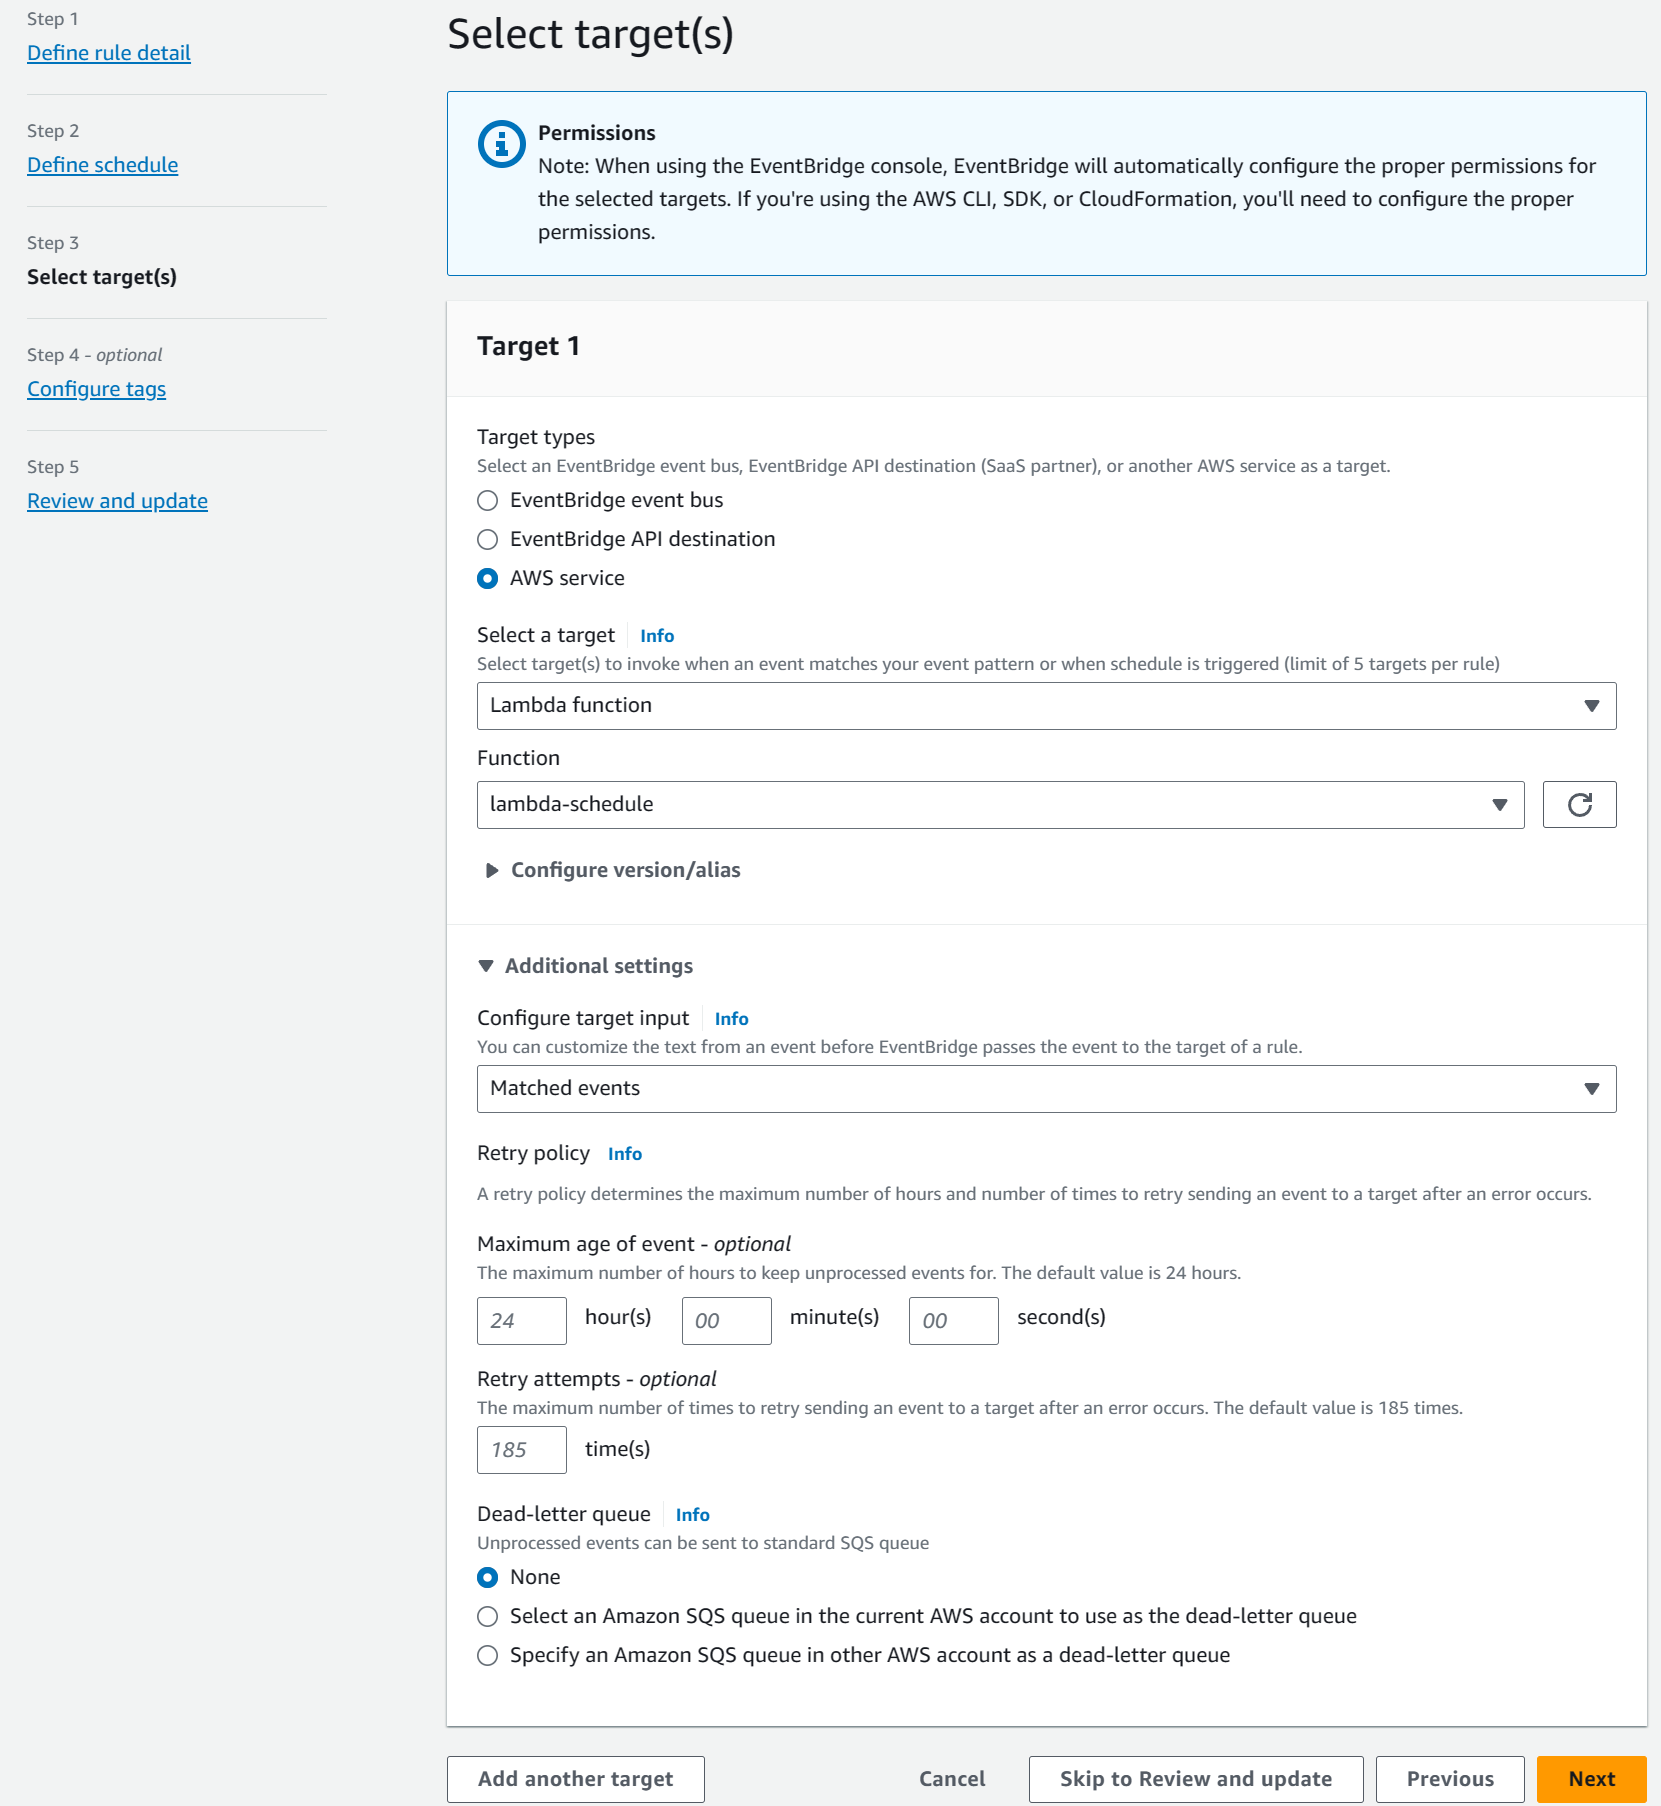 Step 1
Define rule detail
Step 2
Define schedule
Step 3
Select target(s)
Step 4 - optional
Configure tags
Step 5
Review and update
Select target(s)
Permissions
Note: When using the EventBridge console, EventBridge will automatically configure the proper permissions for
the selected targets. If you're using the AWS CLI, SDK, or CloudFormation, you'll need to configure the proper
permissions.
Target 1
Target types
Select an EventBridge event bus, EventBridge API destination (SaaS partner), or another AWS service as a target.
EventBridge event bus
EventBridge API destination
AWS service
Select a target Info
Select target(s) to invoke when an event matches your event pattern or when schedule is triggered (limit of 5 targets per rule)
Lambda function
Function
lambda-schedule
Configure version/alias
Additional settings
Configure target input Info
You can customize the text from an event before EventBridge passes the event to the target of a rule.
Matched events
Retry policy Info
A retry policy determines the maximum number of hours and number of times to retry sending an event to a target after an error occurs.
Maximum age of event - optional
The maximum number of hours to keep unprocessed events for. The default value is 24 hours.
24 hour(s) 00 minute(s) 00 second(s)
Retry attempts - optional
The maximum number of times to retry sending an event to a target after an error occurs. The default value is 185 times.
185 time(s)
Dead-letter queue Info
Unprocessed events can be sent to standard SQS queue
None
Select an Amazon SQS queue in the current AWS account to use as the dead-letter queue
Specify an Amazon SQS queue in other AWS account as a dead-letter queue
Add another target Cancel Skip to Review and update Previous Next